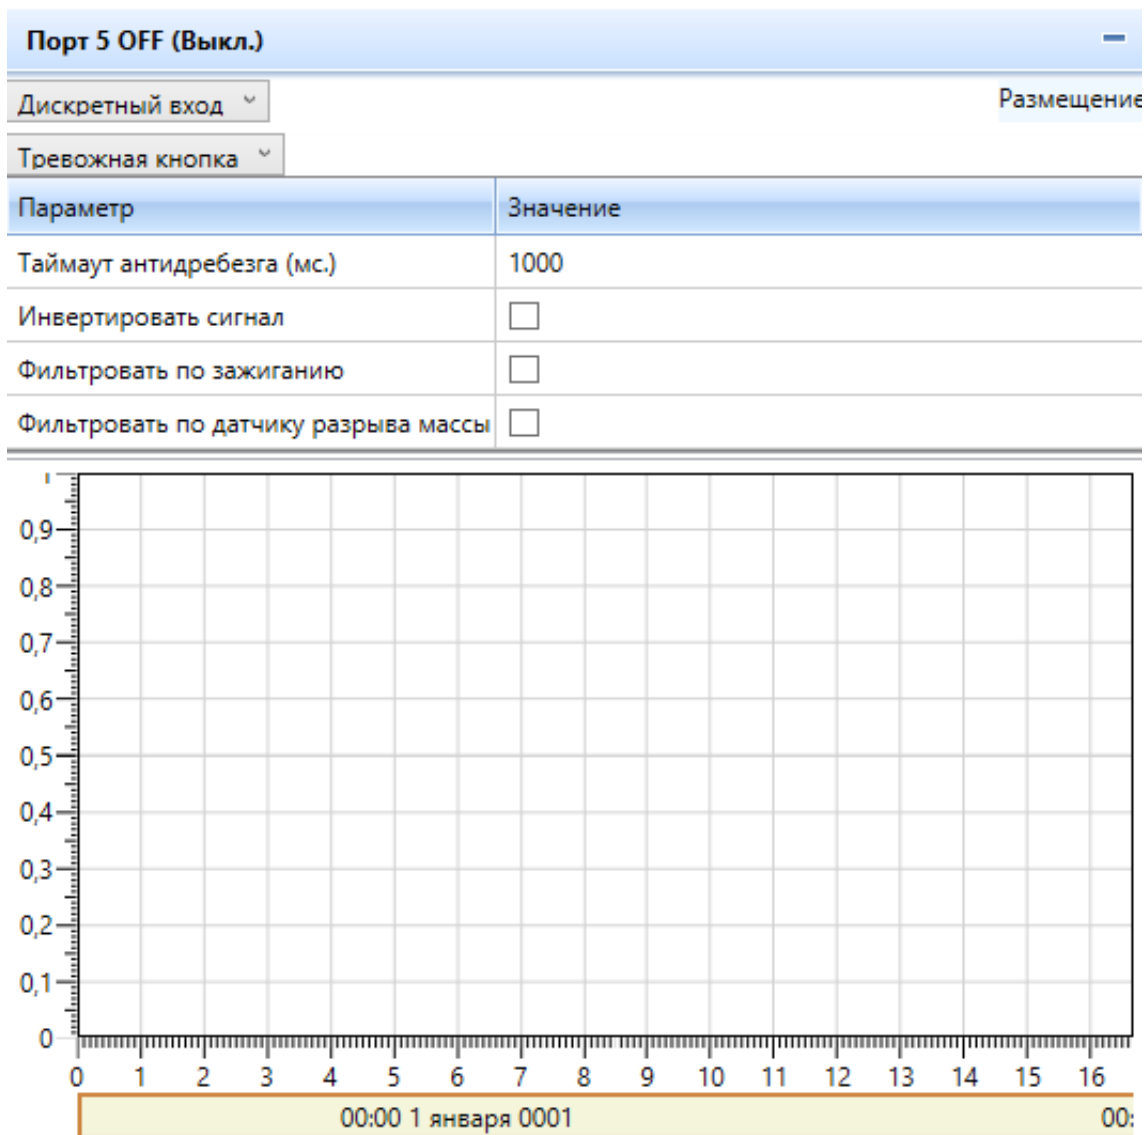 Порт 5 OFF (Выкл.)
Дискретный вход
Размещение
Тревожная кнопка
Параметр Значение
Таймаут антидребезга (мс.) 1000
Инвертировать сигнал
Фильтровать по зажиганию
Фильтровать по датчику разрыва массы
1
0,9
0,8
0,7
0,6
0,5
0,4
0,3
0,2
0,1
0
0 1 2 3 4 5 6 7 8 9 10 11 12 13 14 15 16
00:00 1 января 0001 00: